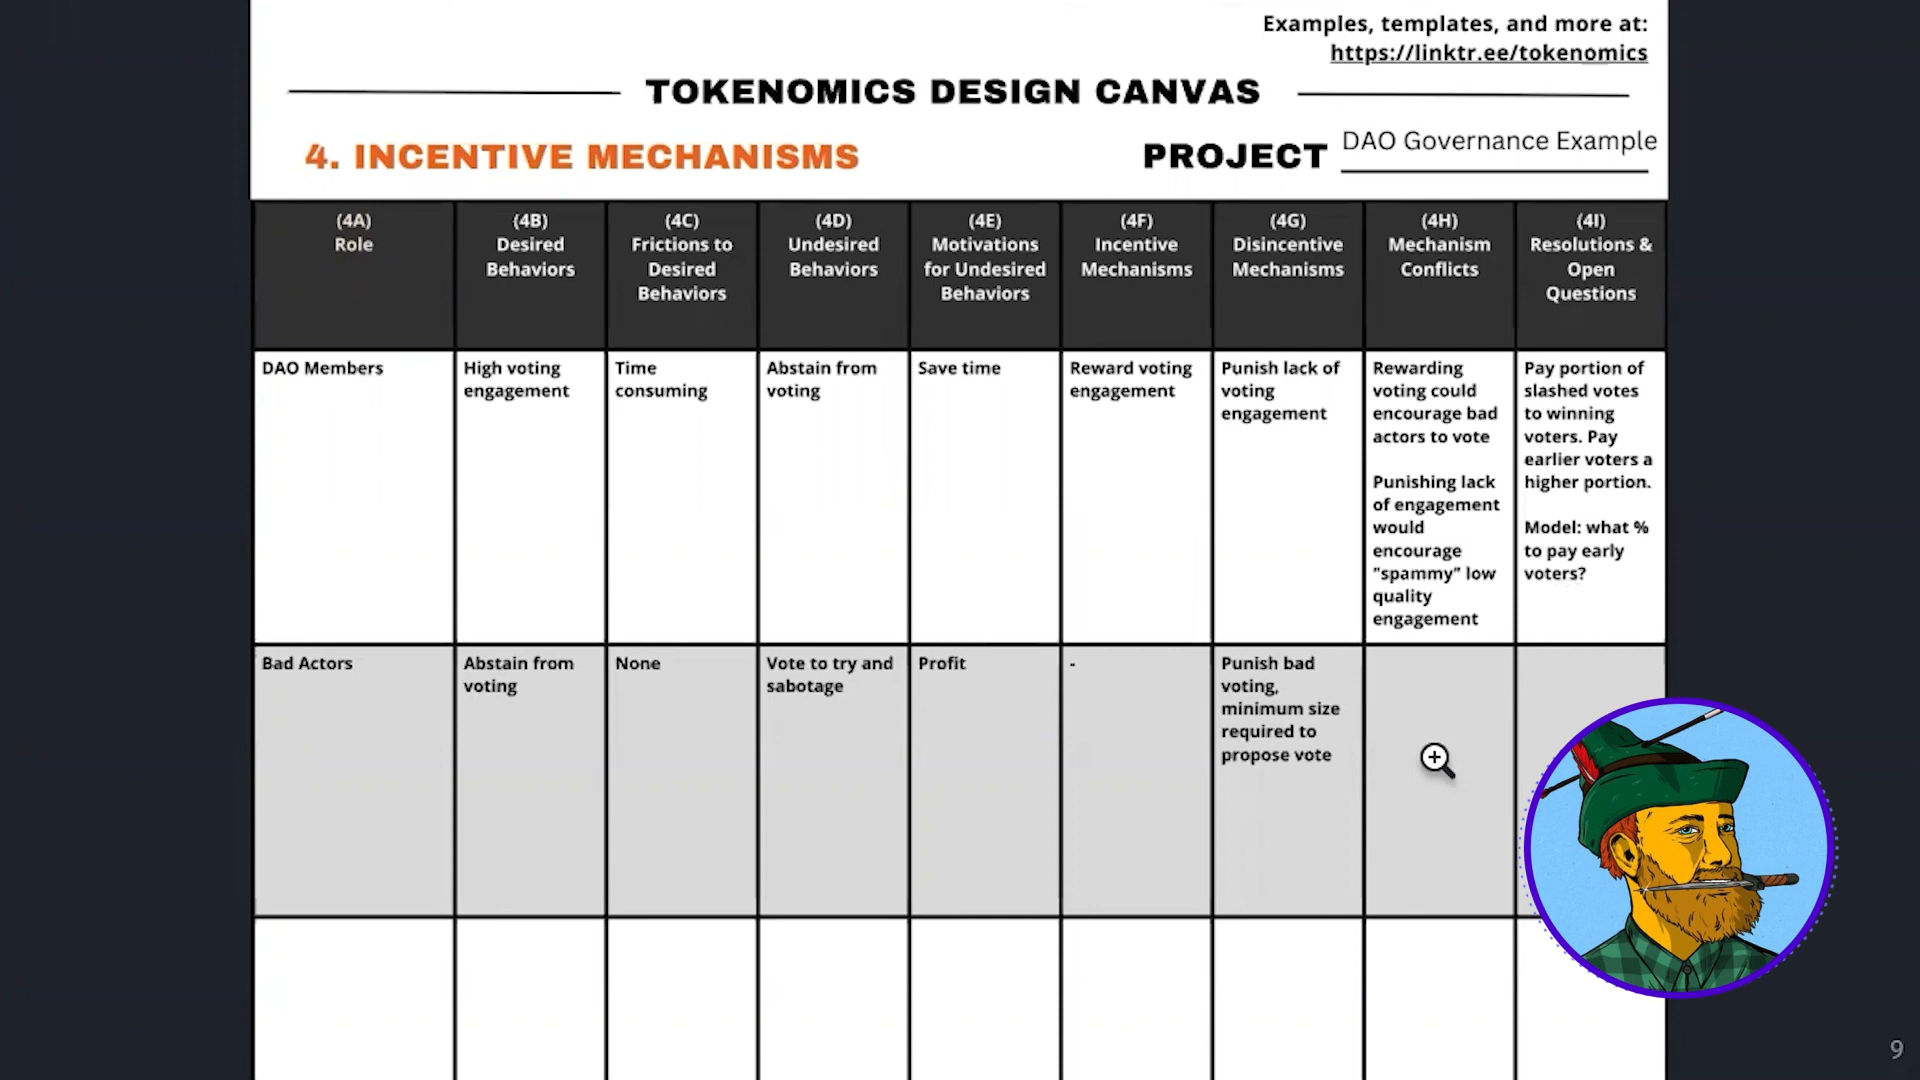 Examples, templates, and more at:
https://linktr.ee/tokenomics
TOKENOMICS DESIGN CANVAS
4. INCENTIVE MECHANISMS
PROJECT DAO Governance Example
(4A)
Role
(4B)
Desired
Behaviors
(4C)
Frictions to
Desired
Behaviors
(4D)
Undesired
Behaviors
(4E)
Motivations
for Undesired
Behaviors
(4F)
Incentive
Mechanisms
(4G)
Disincentive
Mechanisms
(4H)
Mechanism
Conflicts
(4I)
Resolutions &
Open
Questions
DAO Members
High voting
engagement
Time
consuming
Abstain from
voting
Save time
Reward voting
engagement
Punish lack of
voting
engagement
Rewarding
voting could
encourage bad
actors to vote
Punishing lack
of engagement
would
encourage
"spammy" low
quality
engagement
Pay portion of
slashed votes
to winning
voters. Pay
earlier voters a
higher portion.
Model: what %
to pay early
voters?
Bad Actors
Abstain from
voting
None
Vote to try and
sabotage
Profit
-
Punish bad
voting,
minimum size
required to
propose vote
9